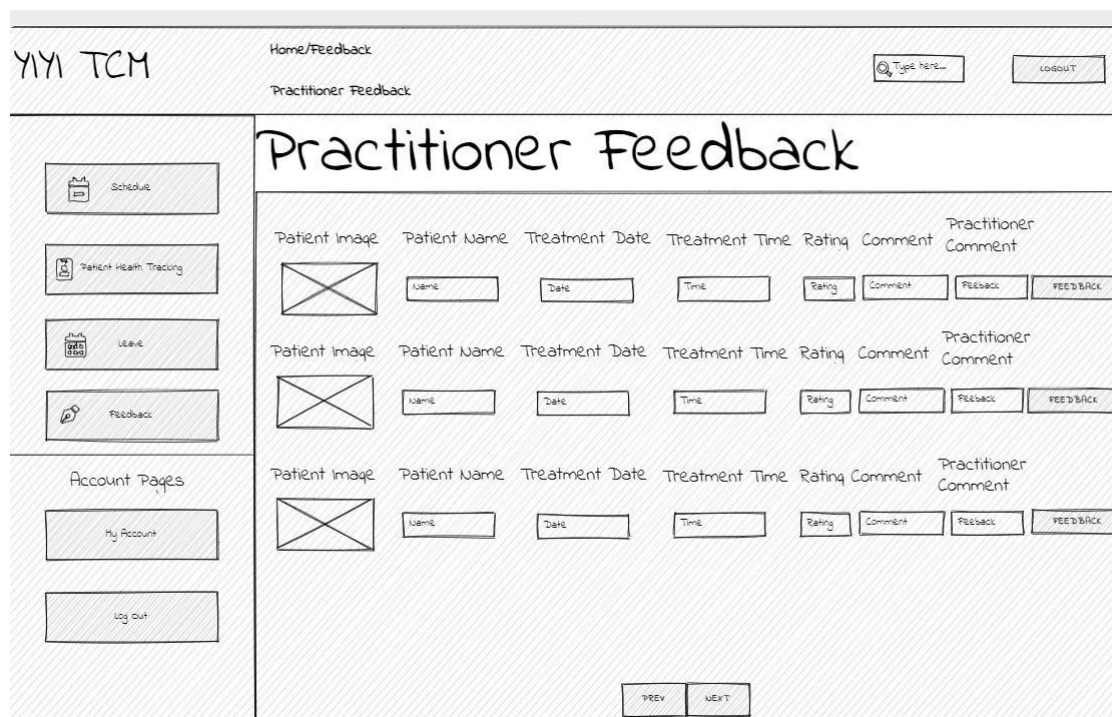 YIYI TCM
Home/Feedback
Practitioner Feedback
Type here...
LOGOUT
Schedule
Patient Health Tracking
Leave
Feedback
Account Pages
My Account
Log Out
Practitioner Feedback
Patient Image Patient Name Treatment Date Treatment Time Rating Comment Practitioner Comment
Name Date Time Rating Comment Feeback FEEDBACK
Patient Image Patient Name Treatment Date Treatment Time Rating Comment Practitioner Comment
Name Date Time Rating Comment Feeback FEEDBACK
Patient Image Patient Name Treatment Date Treatment Time Rating Comment Practitioner Comment
Name Date Time Rating Comment Feeback FEEDBACK
PREV NEXT